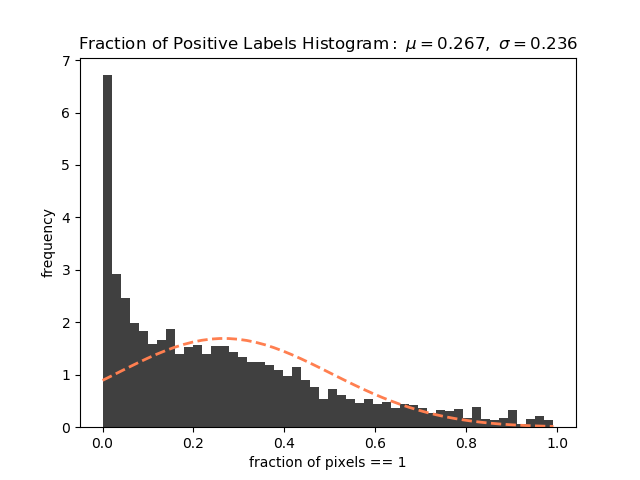 Fraction of Positive Labels Histogram: μ = 0.267, σ = 0.236
7
6
5
4
3
2
1
0
frequency
0.0 0.2 0.4 0.6 0.8 1.0
fraction of pixels == 1